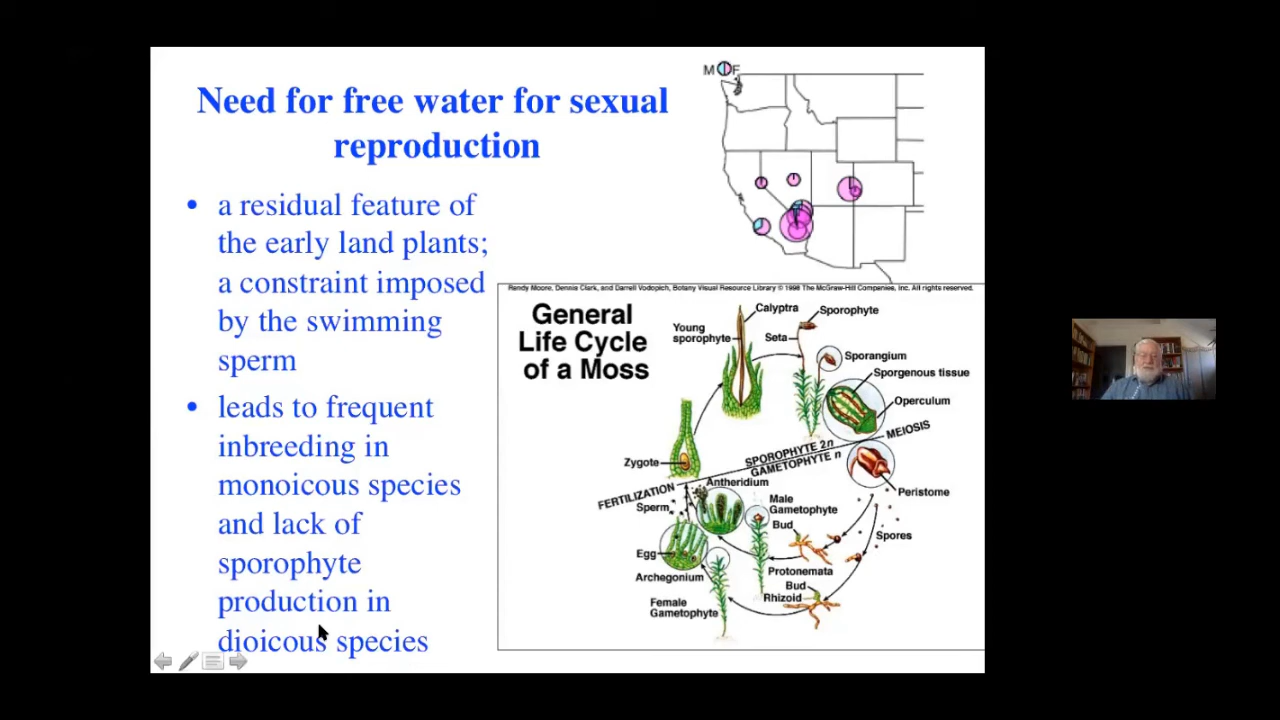 Need for free water for sexual
reproduction
• a residual feature of
the early land plants;
a constraint imposed
by the swimming
sperm
• leads to frequent
inbreeding in
monoicous species
and lack of
sporophyte
production in
dioicous species
M F
Randy Moore, Dennis Clark, and Darrell Vodopich, Botany Visual Resource Library © 1998 The McGraw-Hill Companies, Inc. All rights reserved.
General
Life Cycle
of a Moss
Calyptra
Sporophyte
Young
sporophyte
Seta
Sporangium
Sporgenous tissue
Operculum
MEIOSIS
SPOROPHYTE 2n
GAMETOPHYTE n
Zygote
FERTILIZATION
Antheridium
Peristome
Sperm
Male
Gametophyte
Bud
Spores
Egg
Archegonium
Protonemata
Bud
Rhizoid
Female
Gametophyte